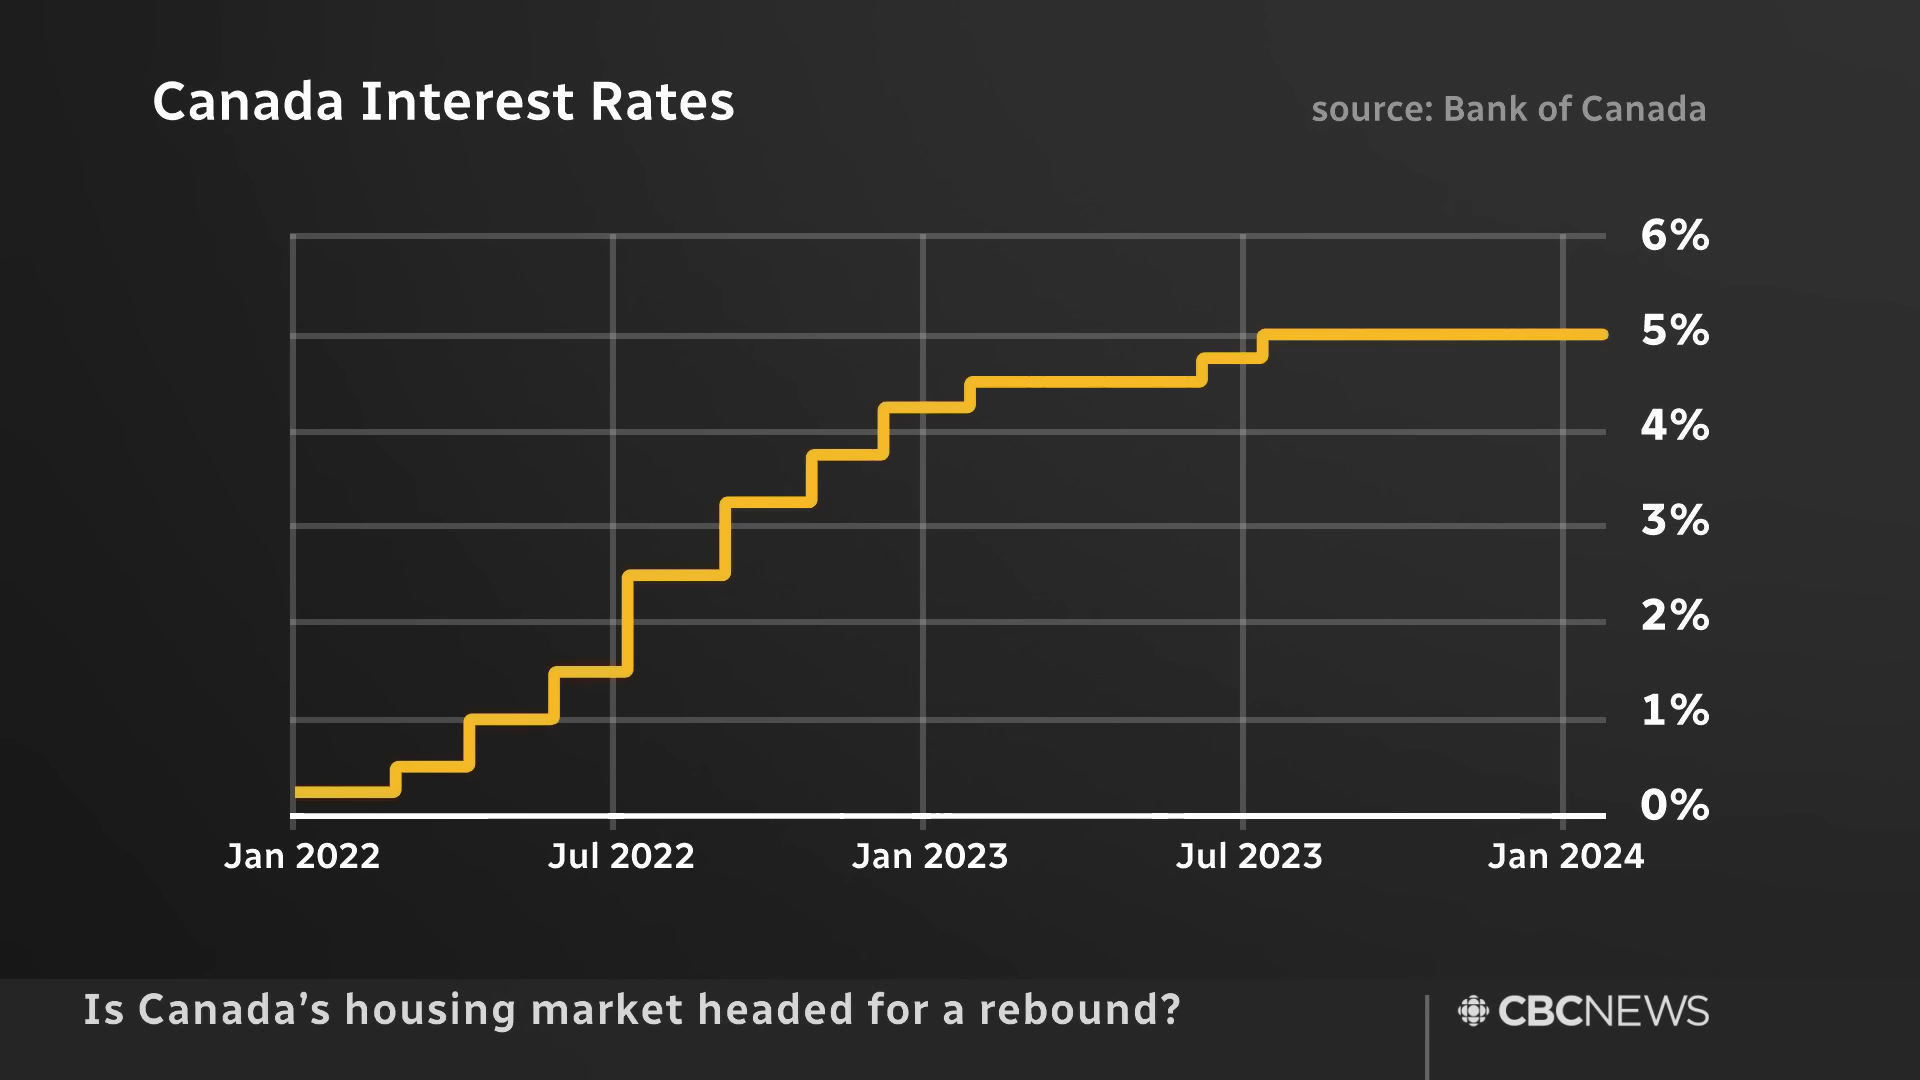 Canada Interest Rates
source: Bank of Canada
6%
5%
4%
3%
2%
1%
0%
Jan 2022 Jul 2022 Jan 2023 Jul 2023 Jan 2024
Is Canada’s housing market headed for a rebound?
CBCNEWS